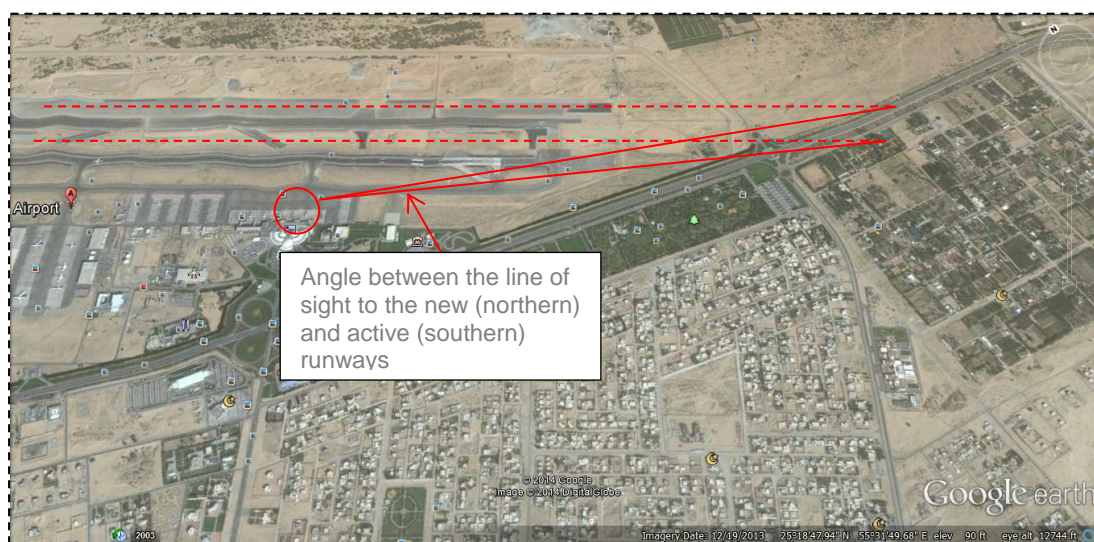 N
A
Airport
Angle between the line of
sight to the new (northern)
and active (southern)
runways
© 2014 Google
Image © 2014 DigitalGlobe
Google earth
2003
Imagery Date: 12/19/2013 25°18'47.94" N 55°31'49.68" E elev 90 ft eye alt 12744 ft